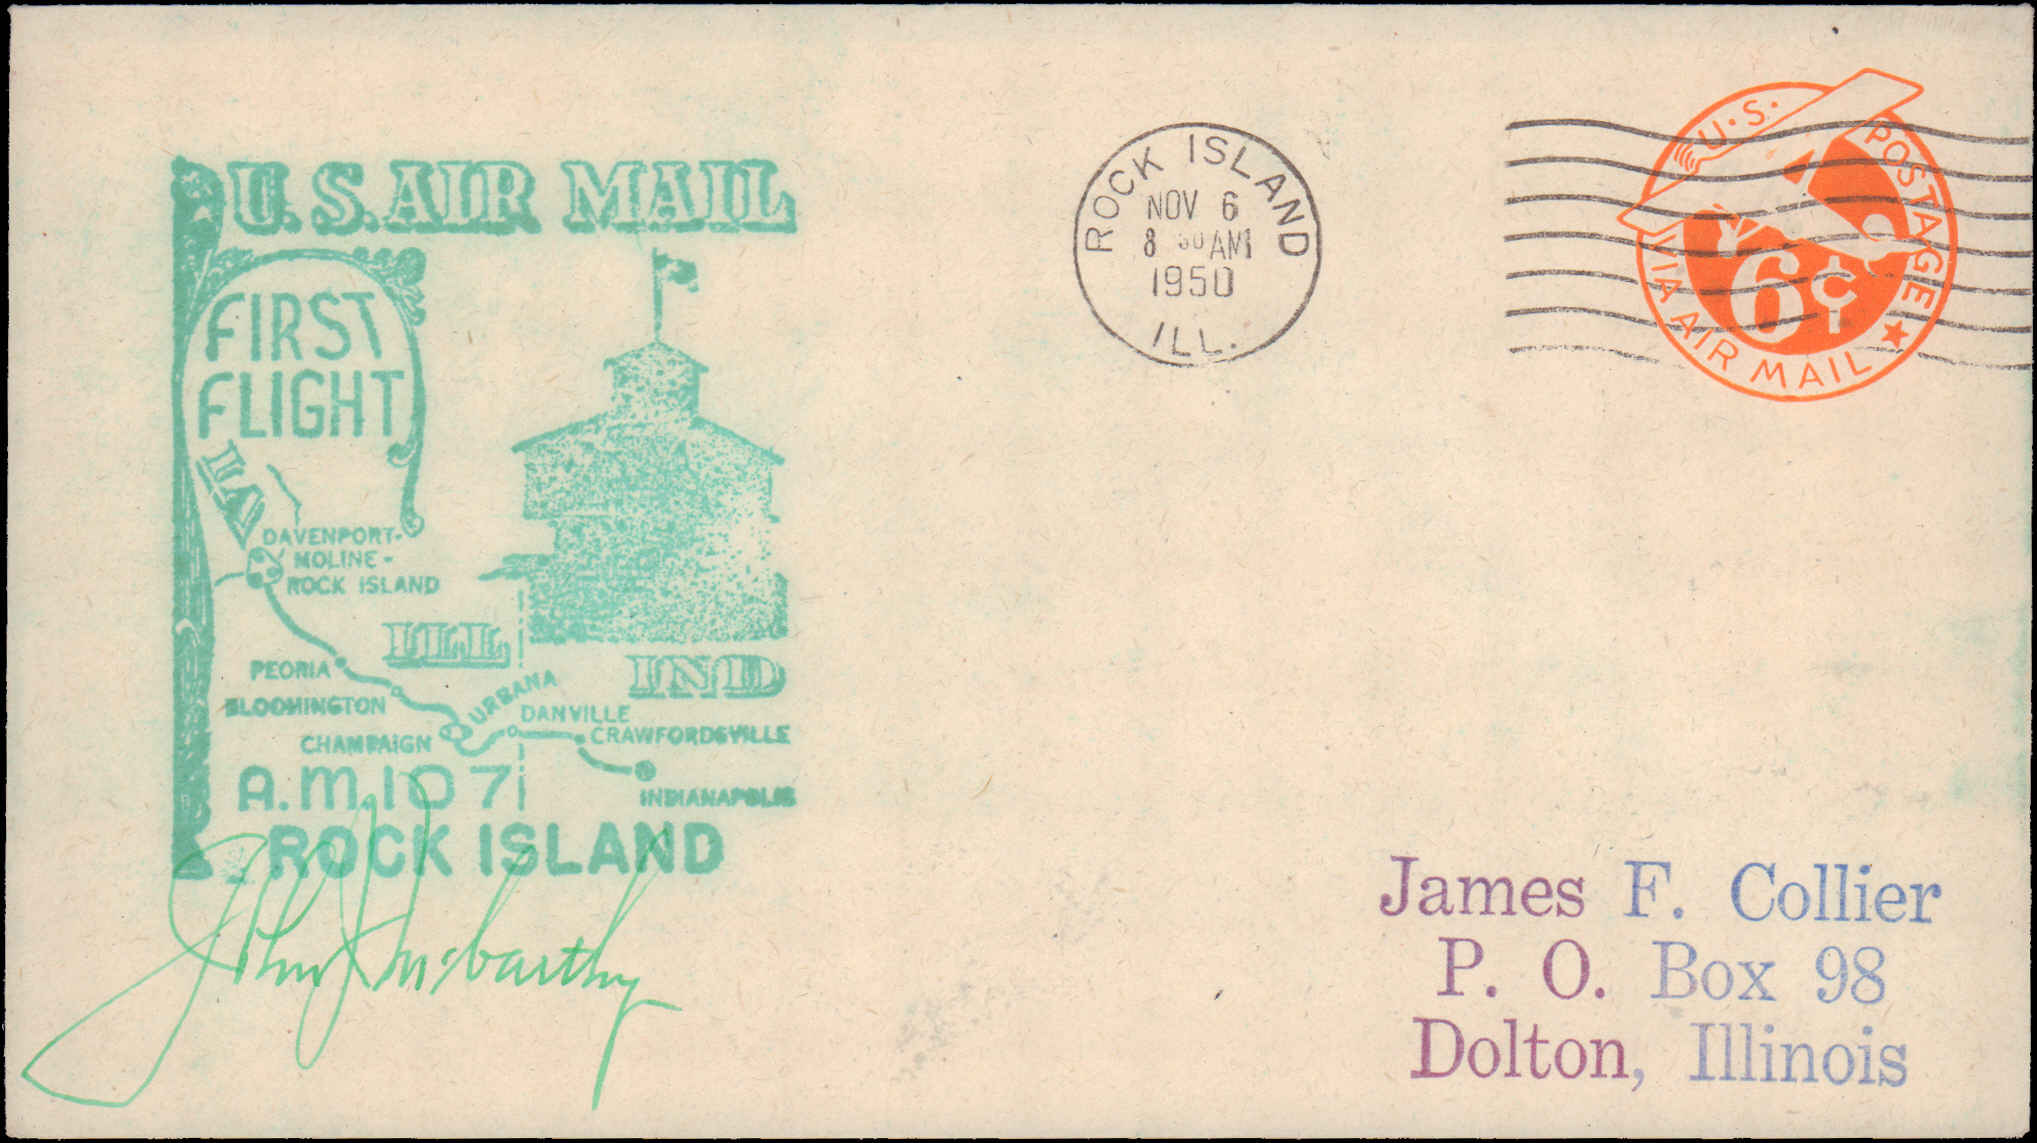 U.S. AIR MAIL
FIRST
FLIGHT
IA
DAVENPORT-
MOLINE-
ROCK ISLAND
ILL
IND
PEORIA
BLOOMINGTON
URBANA
DANVILLE
CHAMPAIGN
CRAWFORDSVILLE
INDIANAPOLIS
A.M. 107
ROCK ISLAND
John J McCarthy
ROCK ISLAND
NOV 6
8 30 AM
1950
ILL.
U.S. POSTAGE
6¢
VIA AIR MAIL
James F. Collier
P. O. Box 98
Dolton, Illinois